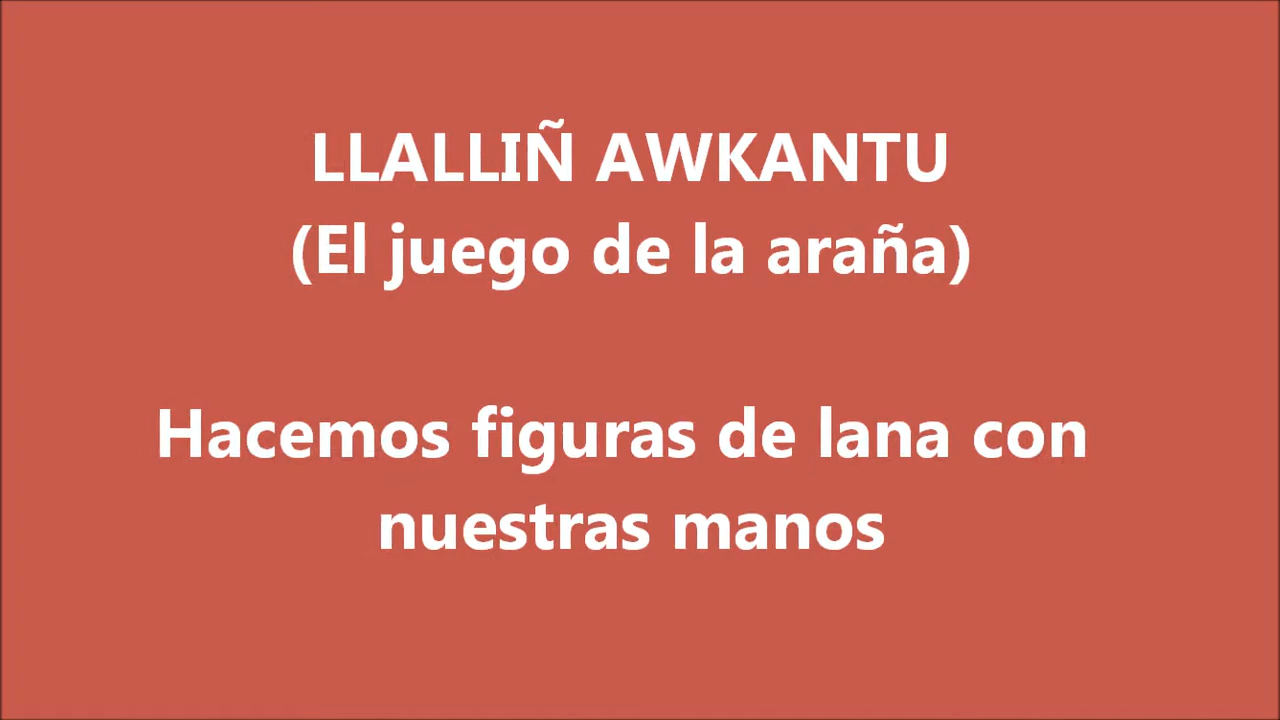 LLALLIÑ AWKANTU
(El juego de la araña)
Hacemos figuras de lana con
nuestras manos